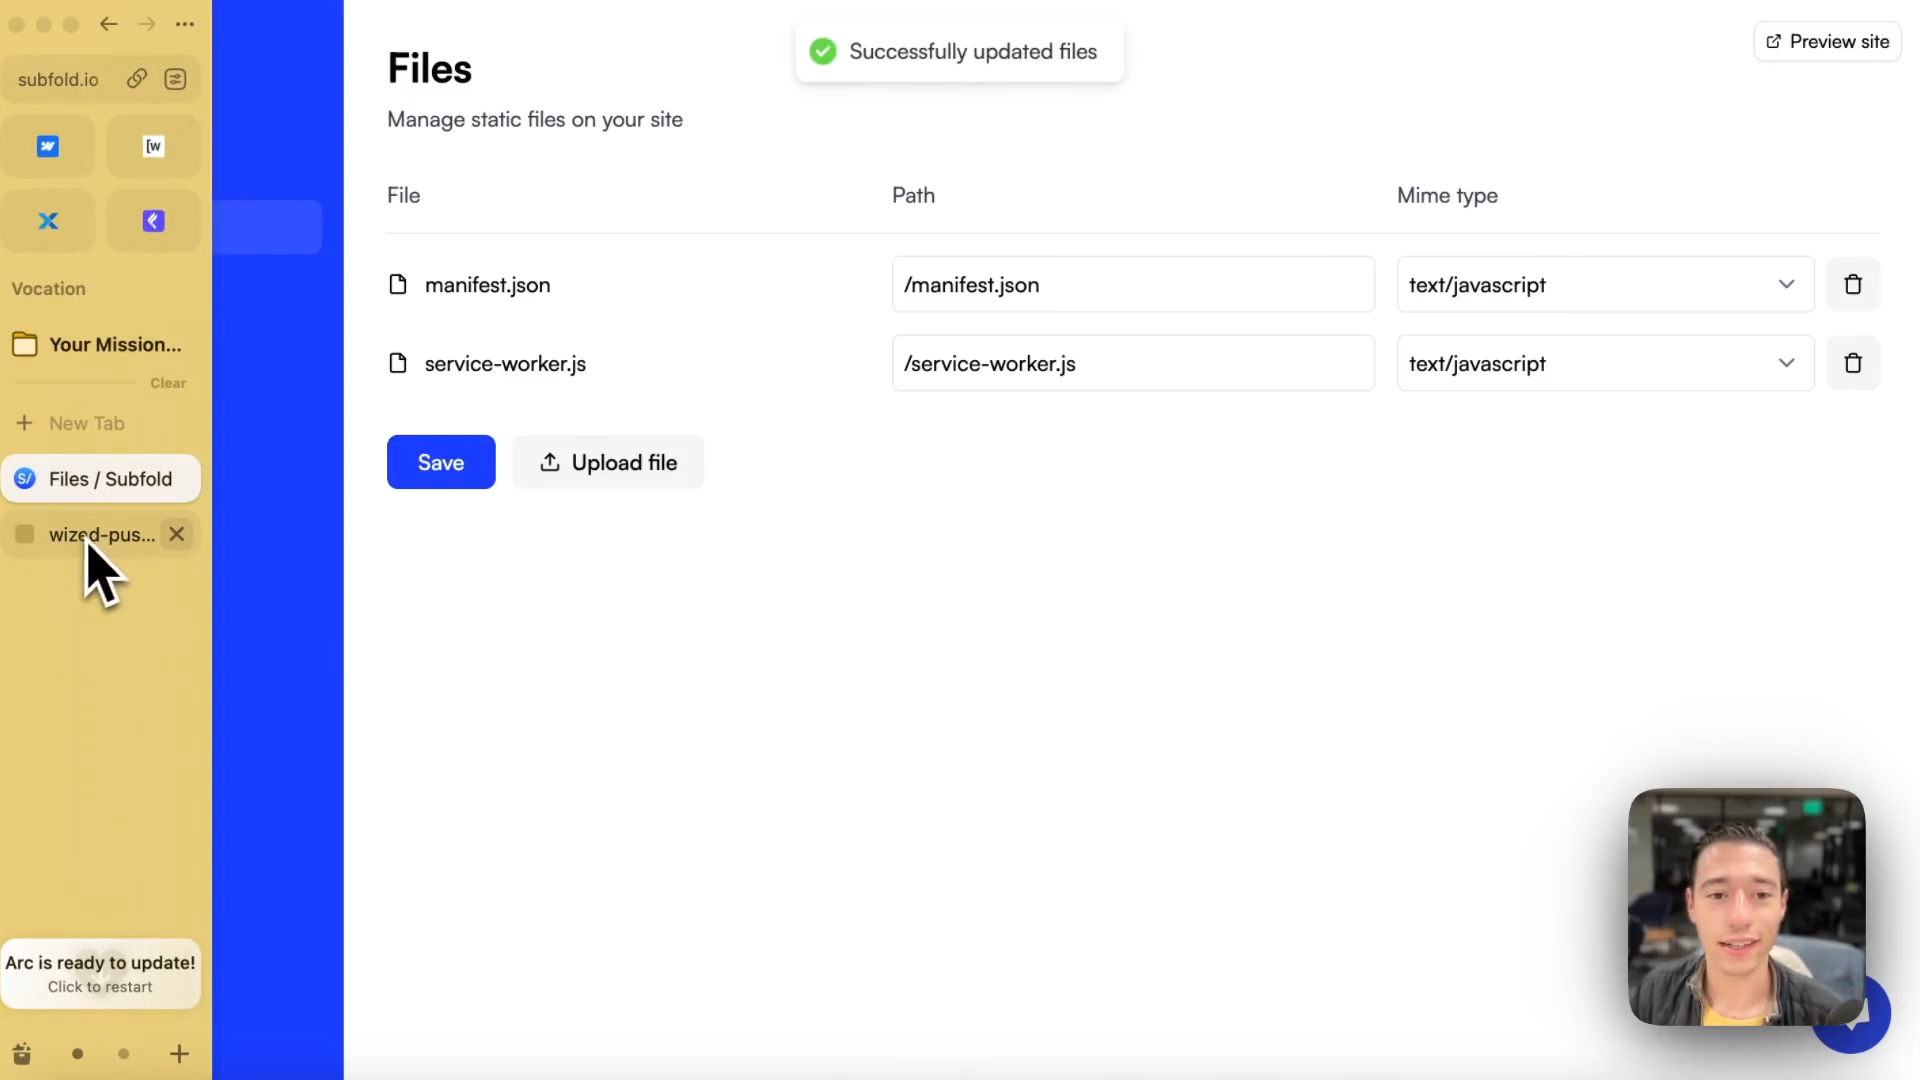 subfold.io
Vocation
Your Mission...
Clear
New Tab
Files / Subfold
wized-pus...
Arc is ready to update!
Click to restart
Files
Manage static files on your site
Successfully updated files
Preview site
File Path Mime type
manifest.json /manifest.json text/javascript
service-worker.js /service-worker.js text/javascript
Save Upload file